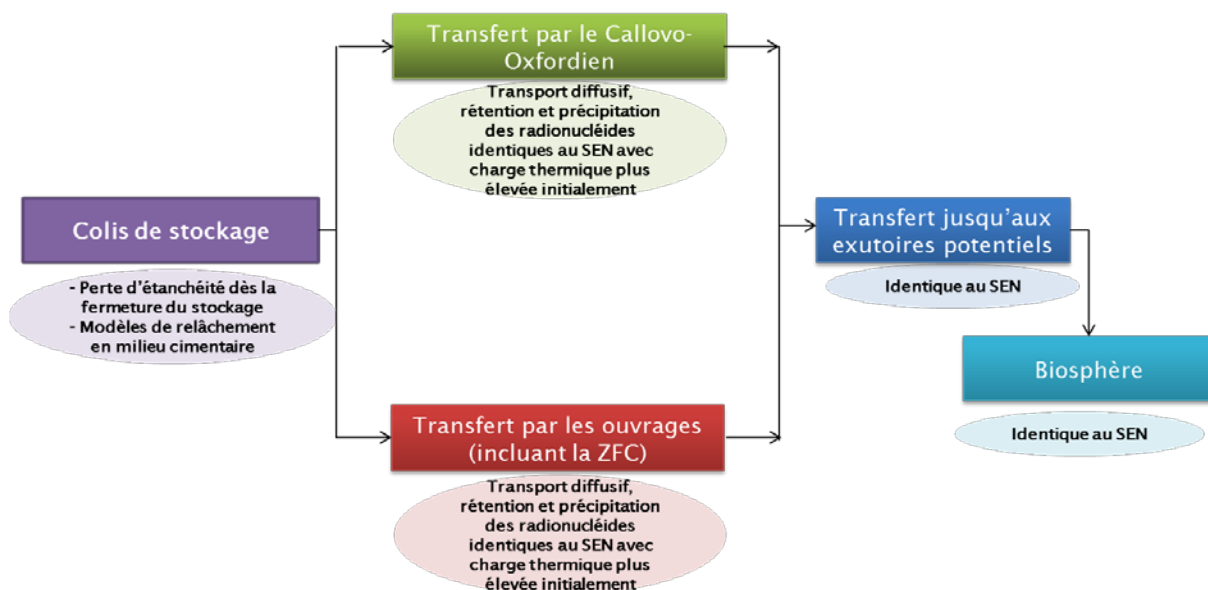 Colis de stockage
- Perte d'étanchéité dès la
fermeture du stockage
- Modèles de relâchement
en milieu cimentaire
Transfert par le Callovo-
Oxfordien
Transport diffusif,
rétention et précipitation
des radionucléides
identiques au SEN avec
charge thermique plus
élevée initialement
Transfert par les ouvrages
(incluant la ZFC)
Transport diffusif,
rétention et précipitation
des radionucléides
identiques au SEN avec
charge thermique plus
élevée initialement
Transfert jusqu'aux
exutoires potentiels
Identique au SEN
Biosphère
Identique au SEN